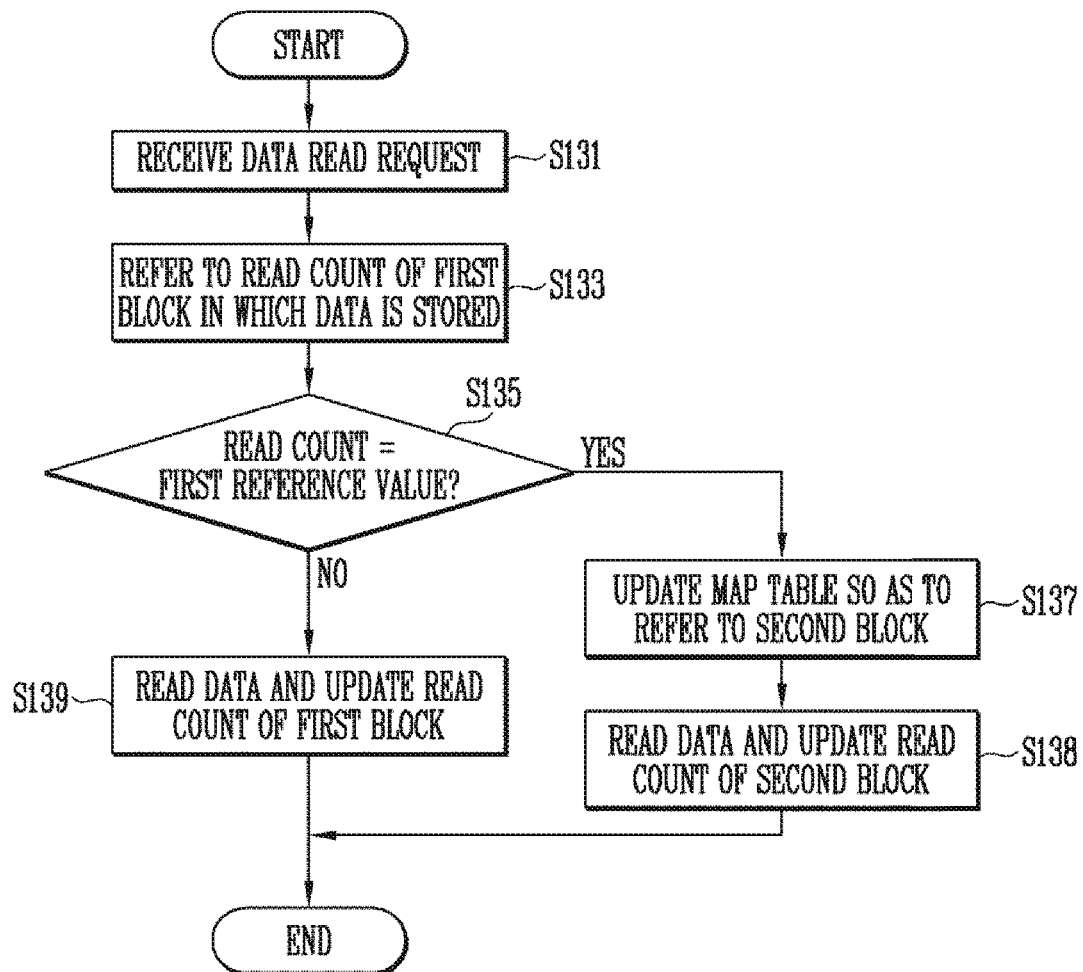 START
RECEIVE DATA READ REQUEST
S131
REFER TO READ COUNT OF FIRST
BLOCK IN WHICH DATA IS STORED
S133
S135
READ COUNT =
FIRST REFERENCE VALUE?
YES
NO
UPDATE MAP TABLE SO AS TO
REFER TO SECOND BLOCK
S137
S139
READ DATA AND UPDATE READ
COUNT OF FIRST BLOCK
READ DATA AND UPDATE READ
COUNT OF SECOND BLOCK
S138
END